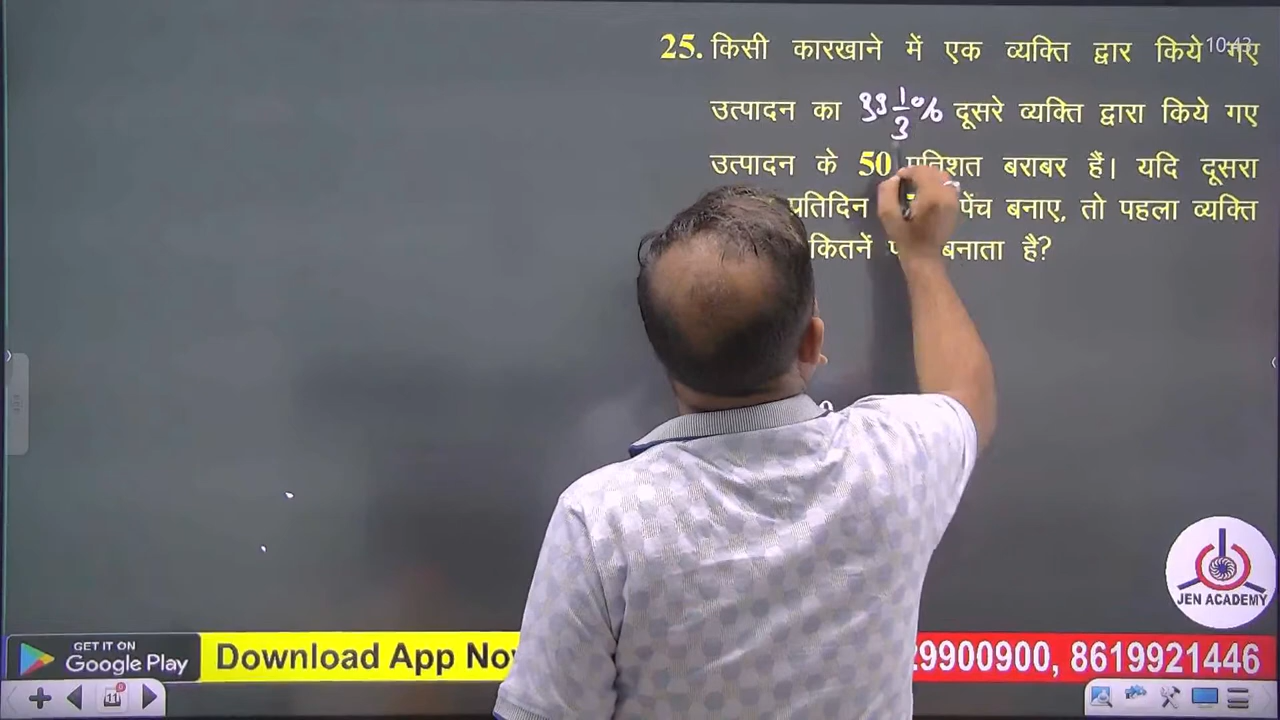 25. किसी कारखाने में एक व्यक्ति द्वार किये गए
10:43
उत्पादन का 33 1/3 % दूसरे व्यक्ति द्वारा किये गए
उत्पादन के 50 प्रतिशत बराबर हैं। यदि दूसरा
प्रतिदिन पेंच बनाए, तो पहला व्यक्ति
कितनें बनाता है?
JEN ACADEMY
GET IT ON
Google Play
Download App
29900900, 8619921446
11